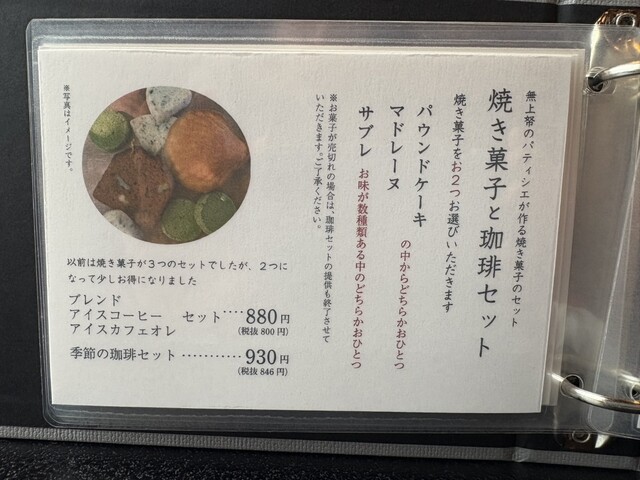 無上帑のパティシエが作る焼き菓子のセット
焼き菓子と珈琲セット
焼き菓子をお２つお選びいただきます
パウンドケーキ
マドレーヌ
の中からどちらかおひとつ
サブレ お味が数種類ある中のどちらかおひとつ
※お菓子が売切れの場合は、珈琲セットの提供も終了させて
いただきます。ご了承ください。
※写真はイメージです。
以前は焼き菓子が３つのセットでしたが、２つに
なって少しお得になりました
ブレンド
アイスコーヒー セット････880円
アイスカフェオレ (税抜 800 円)
季節の珈琲セット ･･･････････930円
(税抜 846 円)